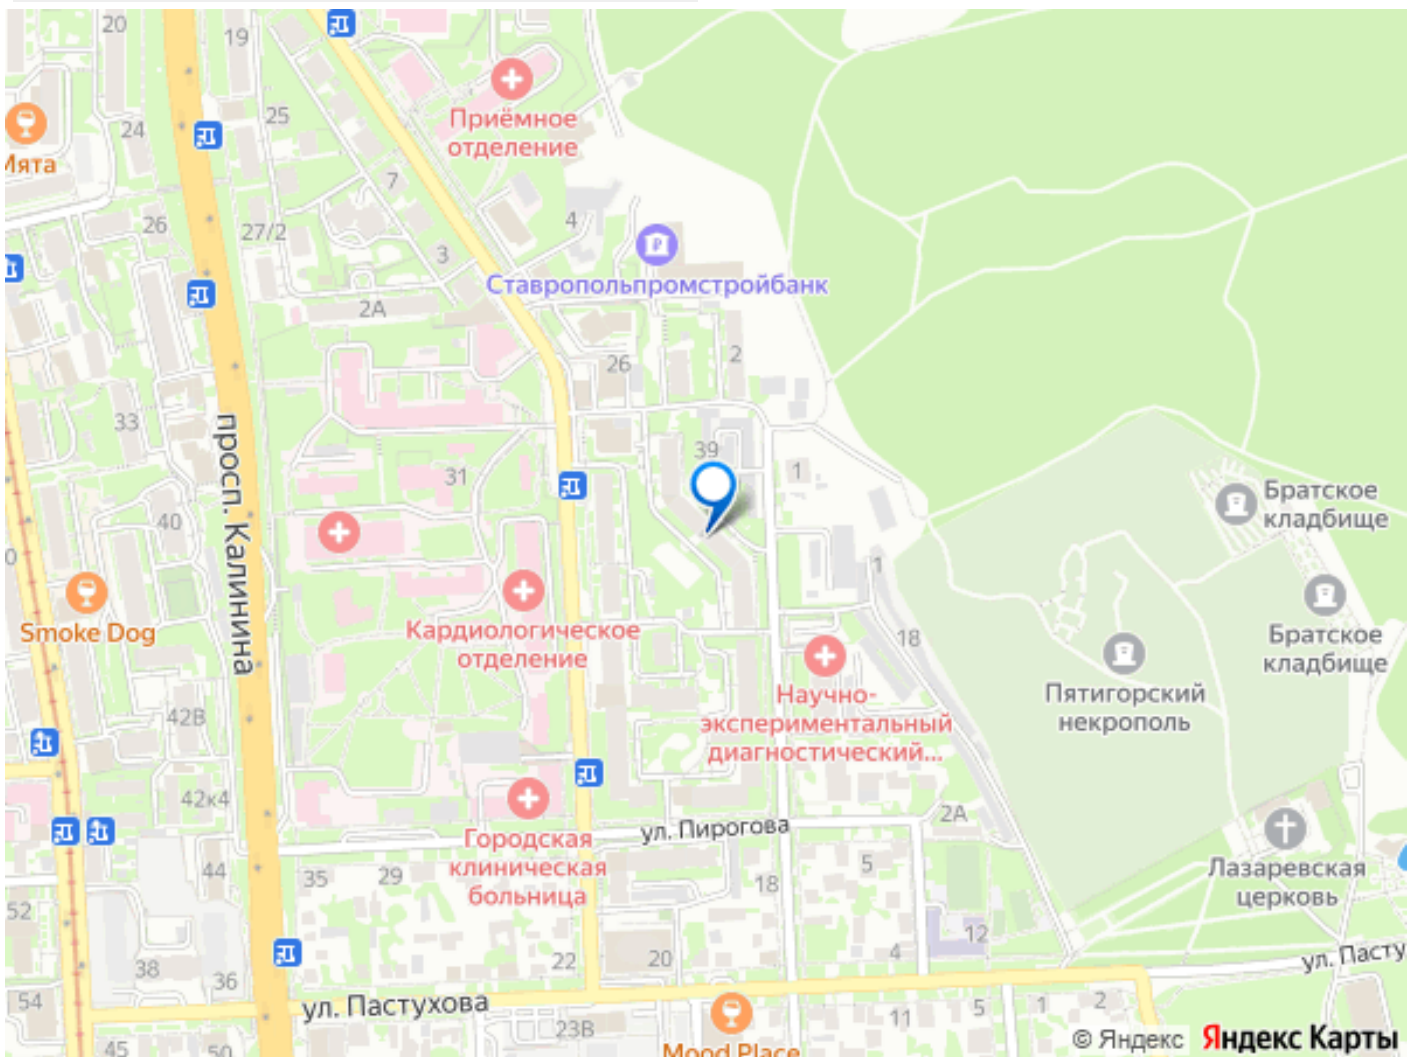 20
19
24
25
Приёмное
отделение
Мята
7
26
27/2
4
3
Ставропольпромстройбанк
2А
26
2
33
39
просп. Калинина
31
1
40
Братское
кладбище
1
Smoke Dog
Кардиологическое
отделение
18
Братское
кладбище
Научно-
экспериментальный
диагностический...
Пятигорский
некрополь
42В
42к4
Городская
клиническая
больница
ул. Пирогова
2А
44
35
29
18
5
Лазаревская
церковь
52
12
38
36
22
20
4
ул. Пасту
54
ул. Пастухова
23В
11
5
1
2
45
50
Mood Place
© Яндекс Яндекс Карты